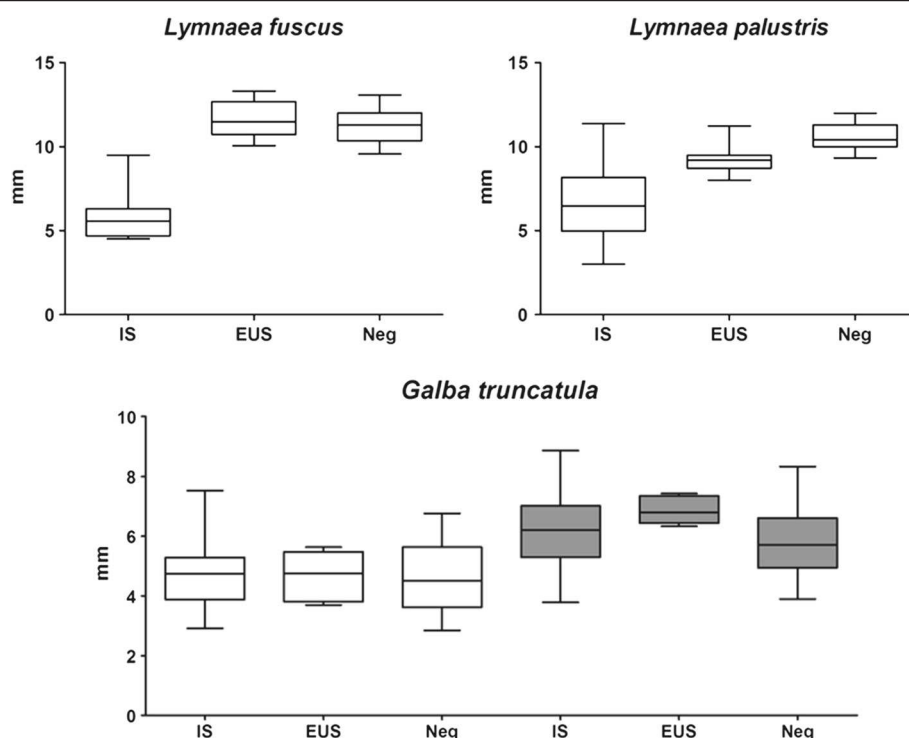 Lymnaea fuscus
Lymnaea palustris
15
10
5
0
mm
IS EUS Neg
15
10
5
0
mm
IS EUS Neg
Galba truncatula
10
8
6
4
2
0
mm
IS EUS Neg IS EUS Neg